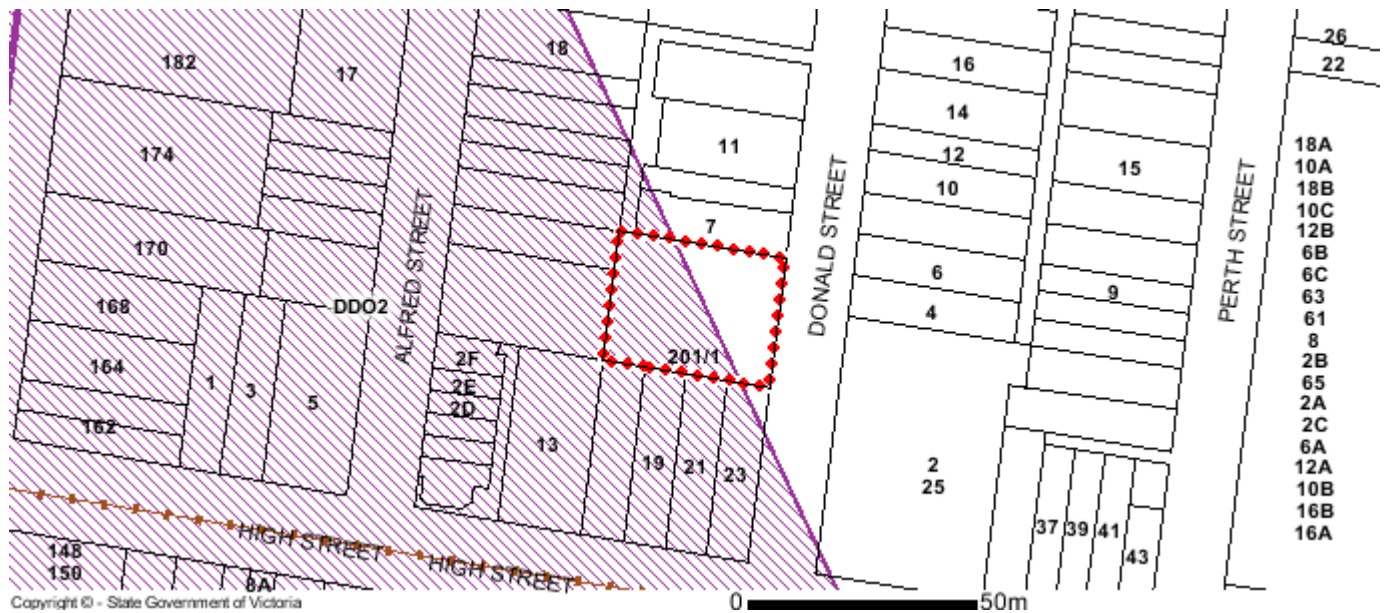 26
18
182
16
22
17
14
11
18A
174
12
10A
15
10
18B
7
10C
12B
170
6B
6
6C
9
168
DDO2
4
63
61
8
2F
201/1
2B
164
1
3
2E
65
5
2D
2A
162
2C
13
6A
19
21
23
2
12A
25
10B
37
39
41
16B
43
16A
ALFRED STREET
DONALD STREET
PERTH STREET
HIGH STREET
HIGH STREET
148
150
8A
Copyright © - State Government of Victoria
0
50m